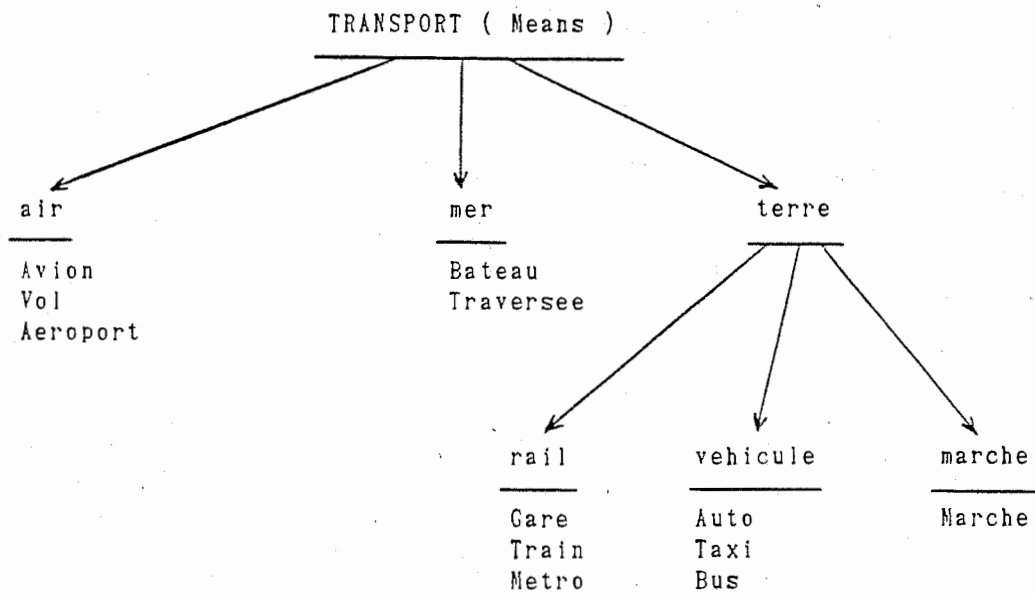 TRANSPORT ( Means )
air
mer
terre
Avion
Vol
Aeroport
Bateau
Traversee
rail
vehicule
marche
Gare
Train
Metro
Auto
Taxi
Bus
Marche